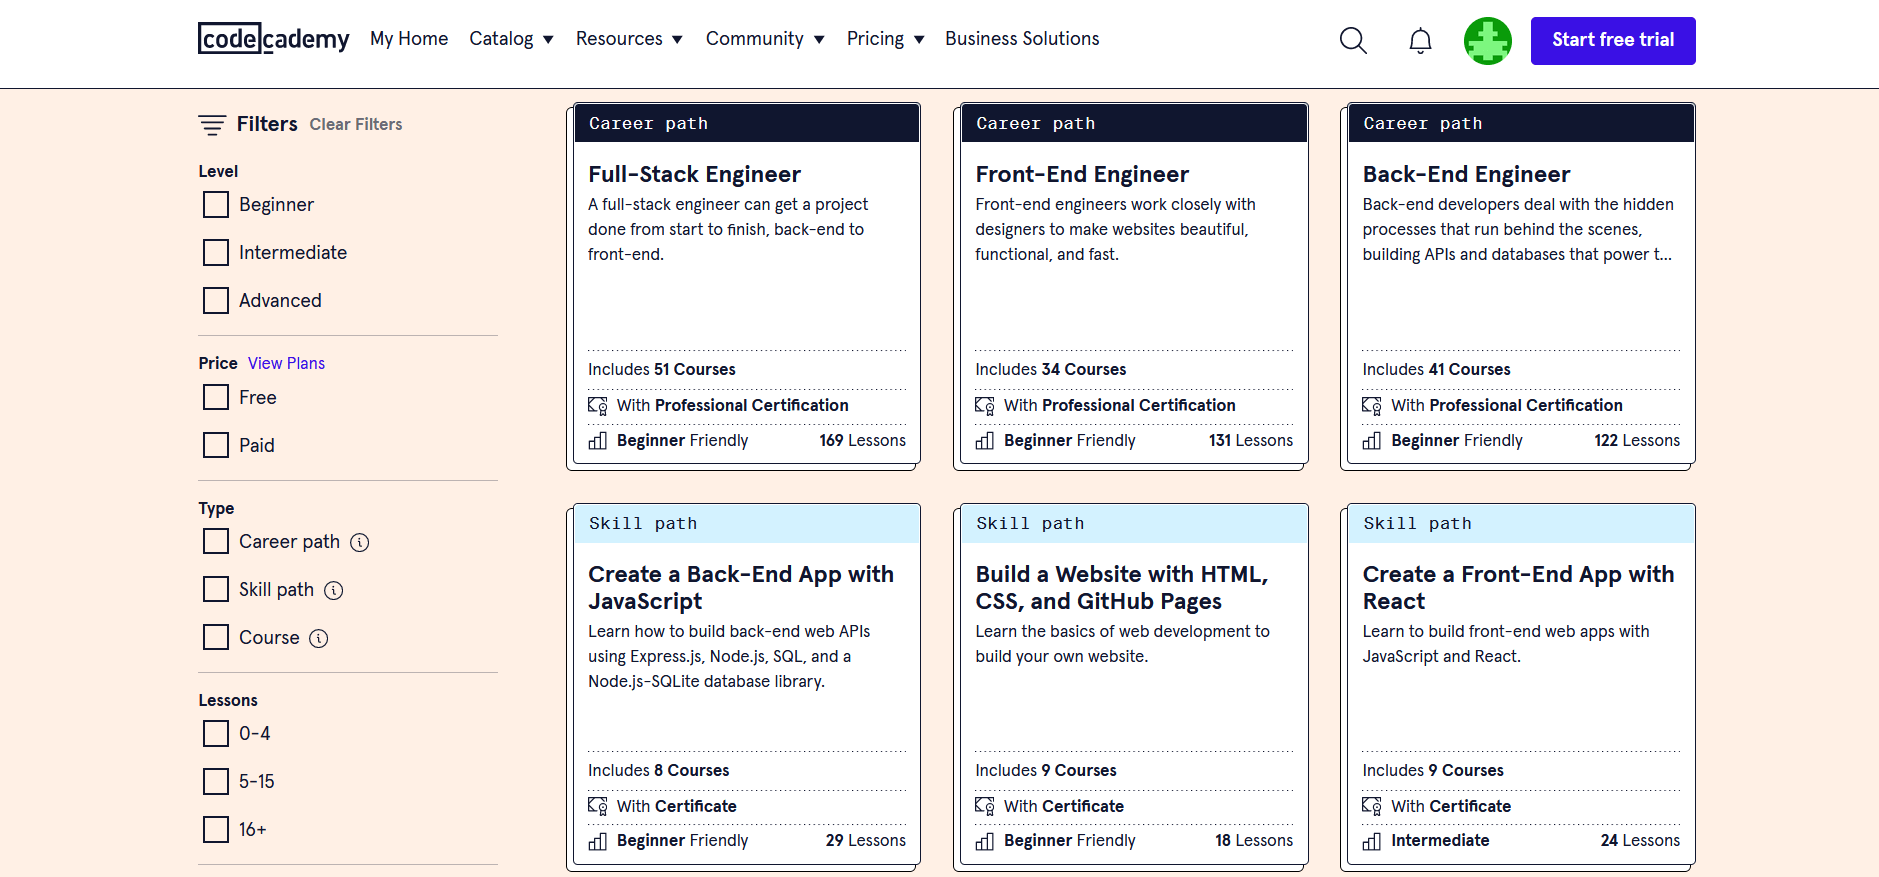 codecademy My Home Catalog Resources Community Pricing Business Solutions Start free trial
Filters Clear Filters
Level
Beginner
Intermediate
Advanced
Price View Plans
Free
Paid
Type
Career path
Skill path
Course
Lessons
0-4
5-15
16+
Career path
Full-Stack Engineer
A full-stack engineer can get a project
done from start to finish, back-end to
front-end.
Includes 51 Courses
With Professional Certification
Beginner Friendly 169 Lessons
Career path
Front-End Engineer
Front-end engineers work closely with
designers to make websites beautiful,
functional, and fast.
Includes 34 Courses
With Professional Certification
Beginner Friendly 131 Lessons
Career path
Back-End Engineer
Back-end developers deal with the hidden
processes that run behind the scenes,
building APIs and databases that power t...
Includes 41 Courses
With Professional Certification
Beginner Friendly 122 Lessons
Skill path
Create a Back-End App with
JavaScript
Learn how to build back-end web APIs
using Express.js, Node.js, SQL, and a
Node.js-SQLite database library.
Includes 8 Courses
With Certificate
Beginner Friendly 29 Lessons
Skill path
Build a Website with HTML,
CSS, and GitHub Pages
Learn the basics of web development to
build your own website.
Includes 9 Courses
With Certificate
Beginner Friendly 18 Lessons
Skill path
Create a Front-End App with
React
Learn to build front-end web apps with
JavaScript and React.
Includes 9 Courses
With Certificate
Intermediate 24 Lessons